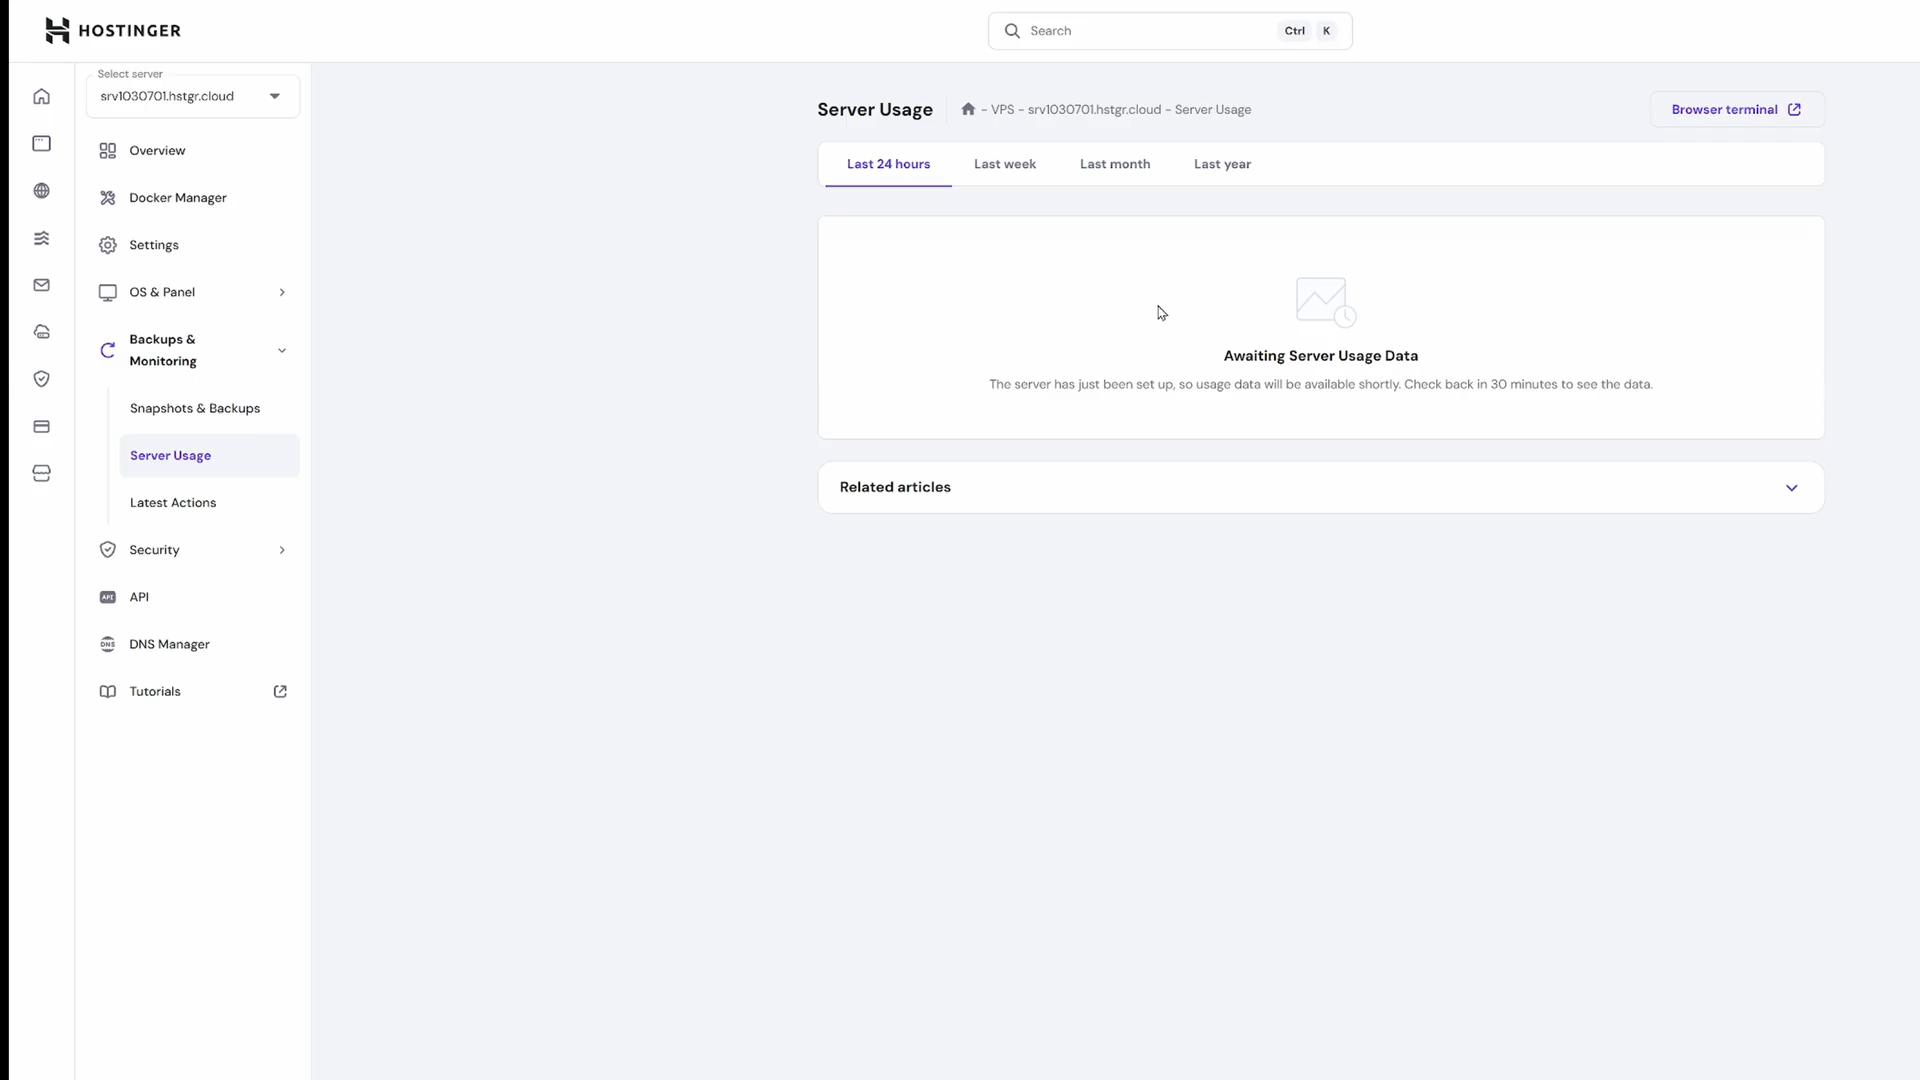 HOSTINGER
Search
Ctrl K
Select server
srv1030701.hstgr.cloud
Overview
Docker Manager
Settings
OS & Panel
Backups &
Monitoring
Snapshots & Backups
Server Usage
Latest Actions
Security
API API
DNS DNS Manager
Tutorials
Server Usage
- VPS - srv1030701.hstgr.cloud - Server Usage
Browser terminal
Last 24 hours Last week Last month Last year
Awaiting Server Usage Data
The server has just been set up, so usage data will be available shortly. Check back in 30 minutes to see the data.
Related articles